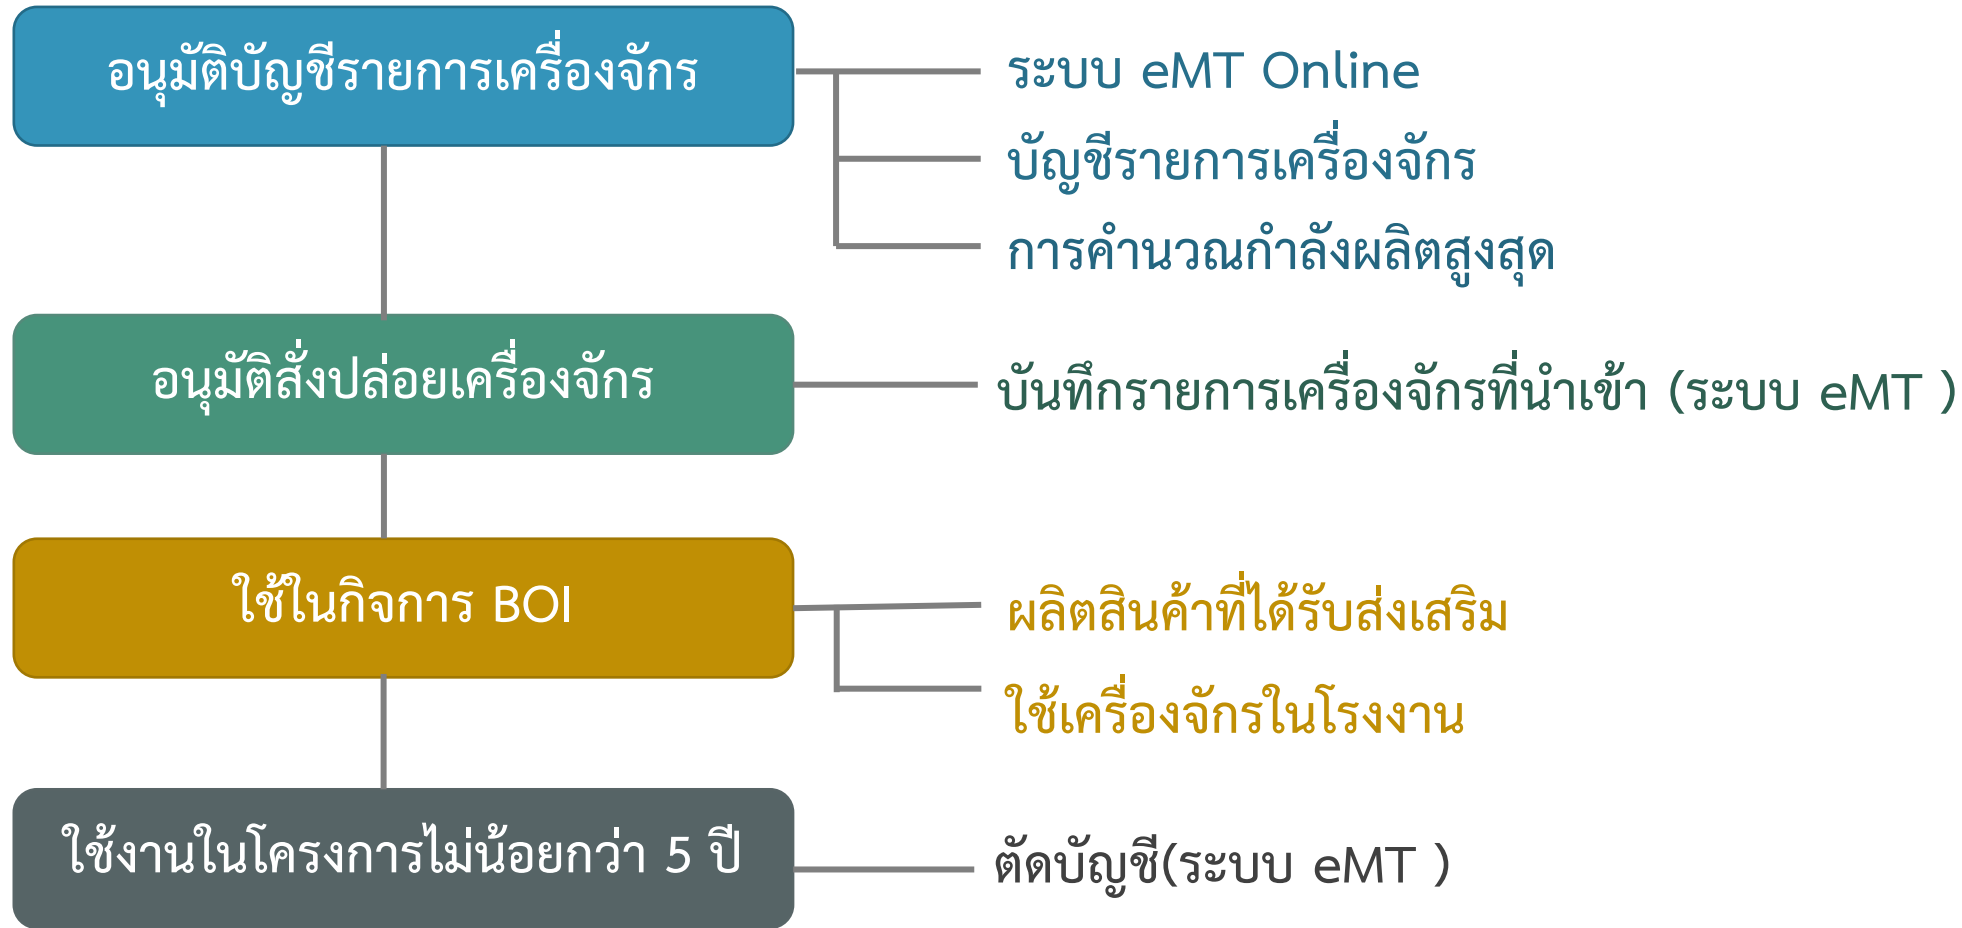 อนุมัติบัญชีรายการเครื่องจักร
ระบบ eMT Online
บัญชีรายการเครื่องจักร
การคำนวณกำลังผลิตสูงสุด
อนุมัติสั่งปล่อยเครื่องจักร
บันทึกรายการเครื่องจักรที่นำเข้า (ระบบ eMT )
ใช้ในกิจการ BOI
ผลิตสินค้าที่ได้รับส่งเสริม
ใช้เครื่องจักรในโรงงาน
ใช้งานในโครงการไม่น้อยกว่า 5 ปี
ตัดบัญชี(ระบบ eMT )